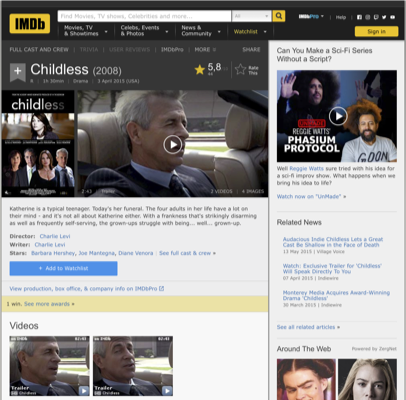 IMDb
Find Movies, TV shows, Celebrities and more...
All
Movies, TV & Showtimes
Celebs, Events & Photos
News & Community
Watchlist
IMDbPro
Help
Sign in
FULL CAST AND CREW | TRIVIA | USER REVIEWS | IMDbPro | MORE
SHARE
Childless (2008)
1h 30min | Drama | 3 April 2015 (USA)
5,8
Rate This
childless
2:43
2 VIDEOS
4 IMAGES
Katherine is a typical teenager. Today's her funeral. The four adults in her life have a lot on
their mind - and it's not all about Katherine either. With a frankness that's strikingly disarming
as well as frequently self-serving, the grown-ups struggle with being... well... grown-up.
Director: Charlie Levi
Writer: Charlie Levi
Stars: Barbara Hershey, Joe Mantegna, Diane Venora | See full cast & crew »
+ Add to Watchlist
View production, box office, & company info on IMDbPro
1 win. See more awards »
Videos
Trailer
Trailer
Can You Make a Sci-Fi Series
Without a Script?
REGGIE WATTS'
PHASIUM
PROTOCOL
Well Reggie Watts sure tried with his idea for
a sci-fi improv show. What happens when we
bring his idea to life?
Watch now on "UnMade" »
Related News
Audacious Indie Childless Lets a Great
Cast Be Shallow in the Face of Death
13 May 2015 | Village Voice
Watch: Exclusive Trailer for 'Childless'
Will Speak Directly To You
07 April 2015 | Indiewire
Monterey Media Acquires Award-Winning
Drama 'Childless'
30 March 2015 | Indiewire
See all related articles »
Around The Web
Powered by ZergNet